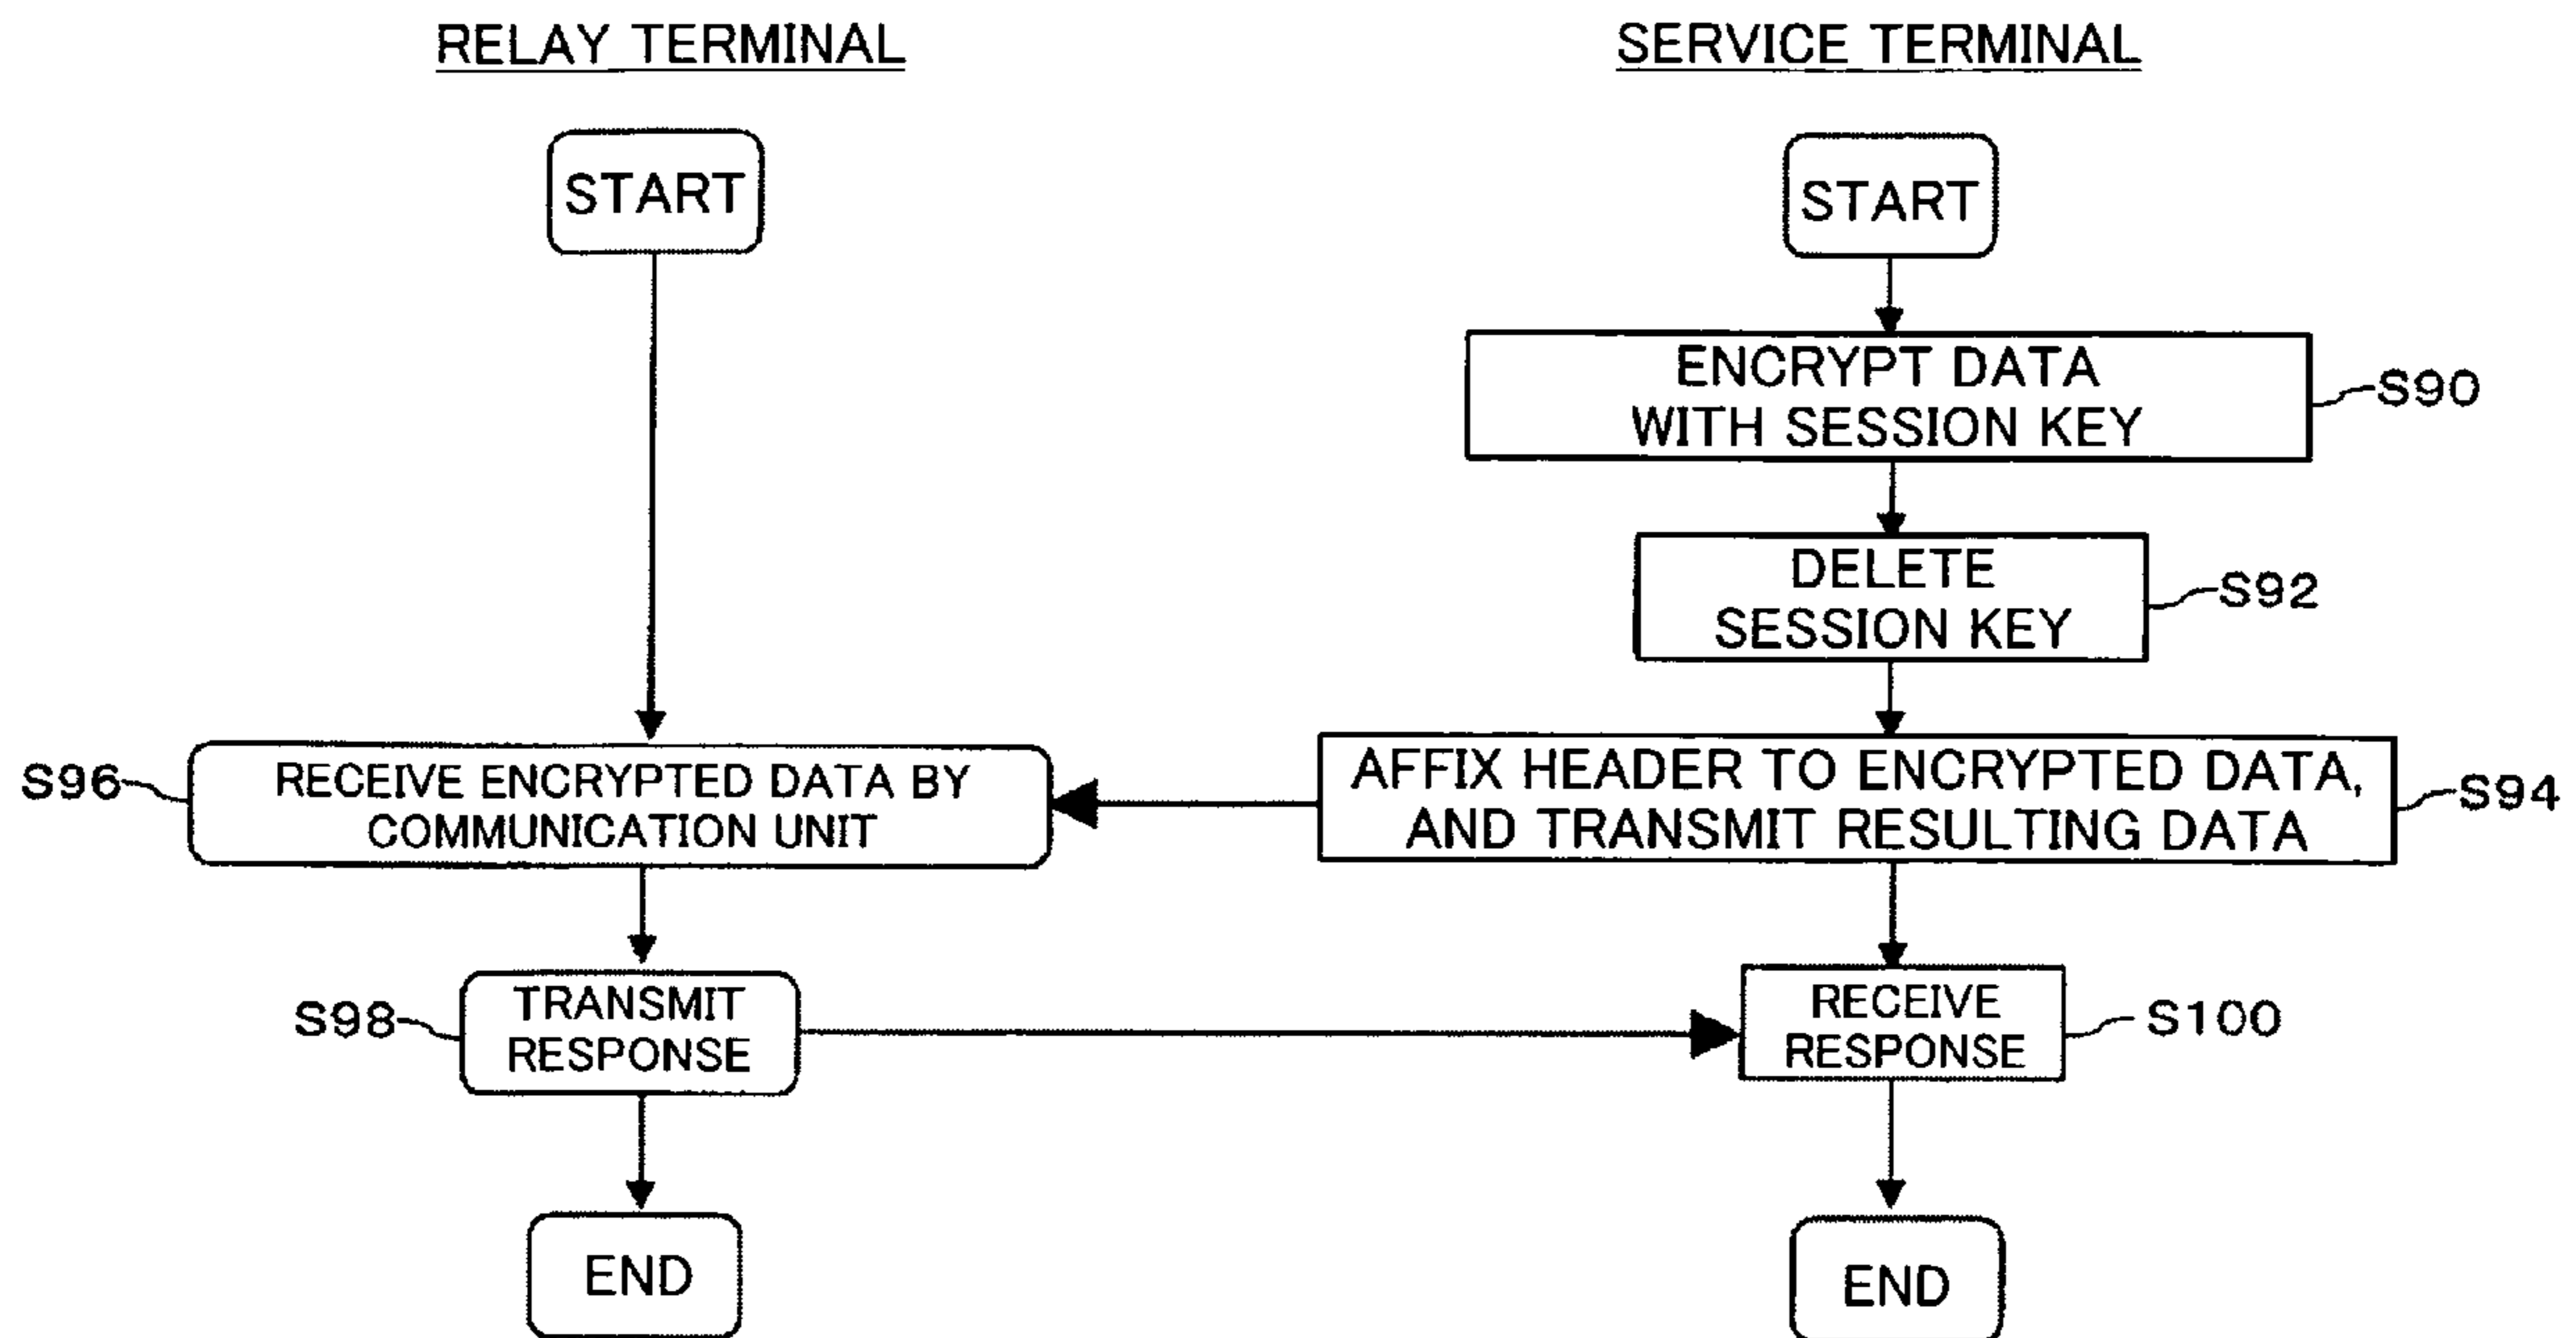 RELAY TERMINAL
SERVICE TERMINAL
START
START
ENCRYPT DATA
WITH SESSION KEY
S90
DELETE
SESSION KEY
S92
S96
RECEIVE ENCRYPTED DATA BY
COMMUNICATION UNIT
AFFIX HEADER TO ENCRYPTED DATA,
AND TRANSMIT RESULTING DATA
S94
S98
TRANSMIT
RESPONSE
RECEIVE
RESPONSE
S100
END
END